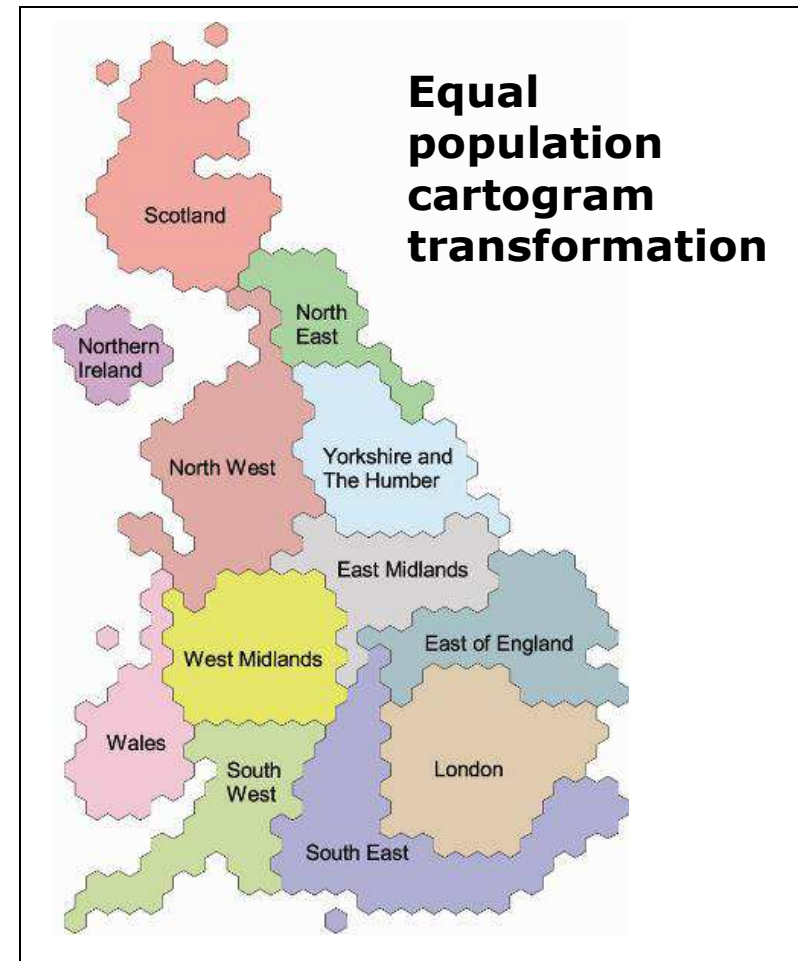 Equal
population
cartogram
transformation
Scotland
North
East
Northern
Ireland
North West
Yorkshire and
The Humber
East Midlands
West Midlands
East of England
Wales
South
West
London
South East